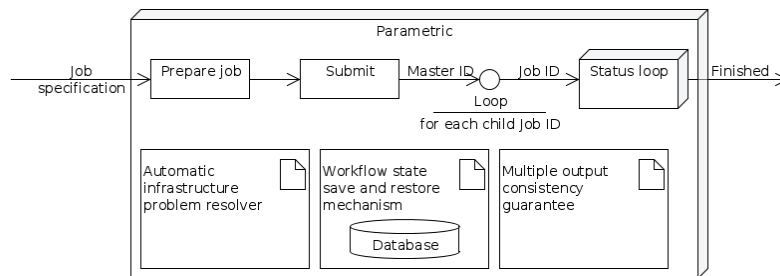 Parametric
Job
specification
Prepare job
Submit
Master ID
Loop
for each child Job ID
Job ID
Status loop
Finished
Automatic
infrastructure
problem resolver
Workflow state
save and restore
mechanism
Database
Multiple output
consistency
guarantee